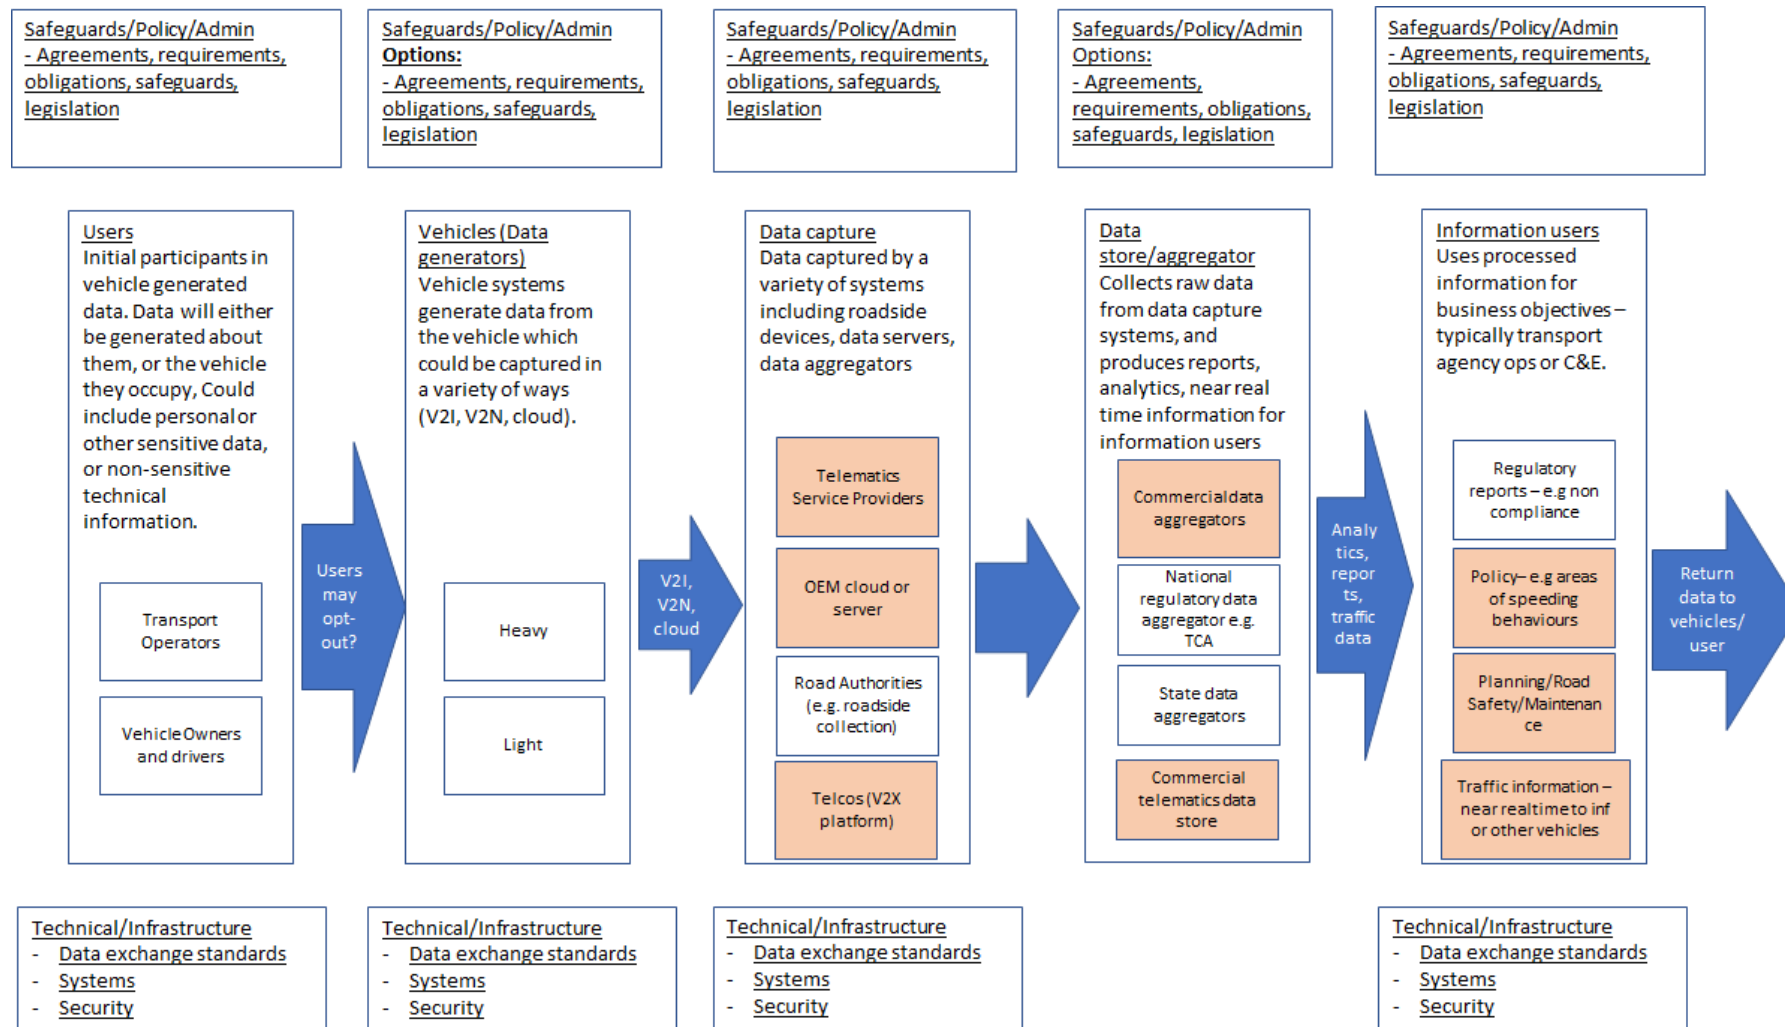 Safeguards/Policy/Admin
- Agreements, requirements,
obligations, safeguards,
legislation
Safeguards/Policy/Admin
Options:
- Agreements, requirements,
obligations, safeguards,
legislation
Safeguards/Policy/Admin
- Agreements, requirements,
obligations, safeguards,
legislation
Safeguards/Policy/Admin
Options:
- Agreements,
requirements, obligations,
safeguards, legislation
Safeguards/Policy/Admin
- Agreements, requirements,
obligations, safeguards,
legislation
Users
Initial participants in
vehicle generated
data. Data will either
be generated about
them, or the vehicle
they occupy, Could
include personal or
other sensitive data,
or non-sensitive
technical
information.
Transport
Operators
Vehicle Owners
and drivers
Users
may
opt-
out?
Vehicles (Data
generators)
Vehicle systems
generate data from
the vehicle which
could be captured in
a variety of ways
(V2I, V2N, cloud).
Heavy
Light
V2I,
V2N,
cloud
Data capture
Data captured by a
variety of systems
including roadside
devices, data servers,
data aggregators
Telematics
Service Providers
OEM cloud or
server
Road Authorities
(e.g. roadside
collection)
Telcos (V2X
platform)
Data
store/aggregator
Collects raw data
from data capture
systems, and
produces reports,
analytics, near real
time information for
information users
Commercial data
aggregators
National
regulatory data
aggregator e.g.
TCA
State data
aggregators
Commercial
telematics data
store
Analy
tics,
repor
ts,
traffic
data
Information users
Uses processed
information for
business objectives –
typically transport
agency ops or C&E.
Regulatory
reports – e.g non
compliance
Policy– e.g areas
of speeding
behaviours
Planning/Road
Safety/Maintenan
ce
Traffic information –
near realtime to inf
or other vehicles
Return
data to
vehicles/
user
Technical/Infrastructure
- Data exchange standards
- Systems
- Security
Technical/Infrastructure
- Data exchange standards
- Systems
- Security
Technical/Infrastructure
- Data exchange standards
- Systems
- Security
Technical/Infrastructure
- Data exchange standards
- Systems
- Security